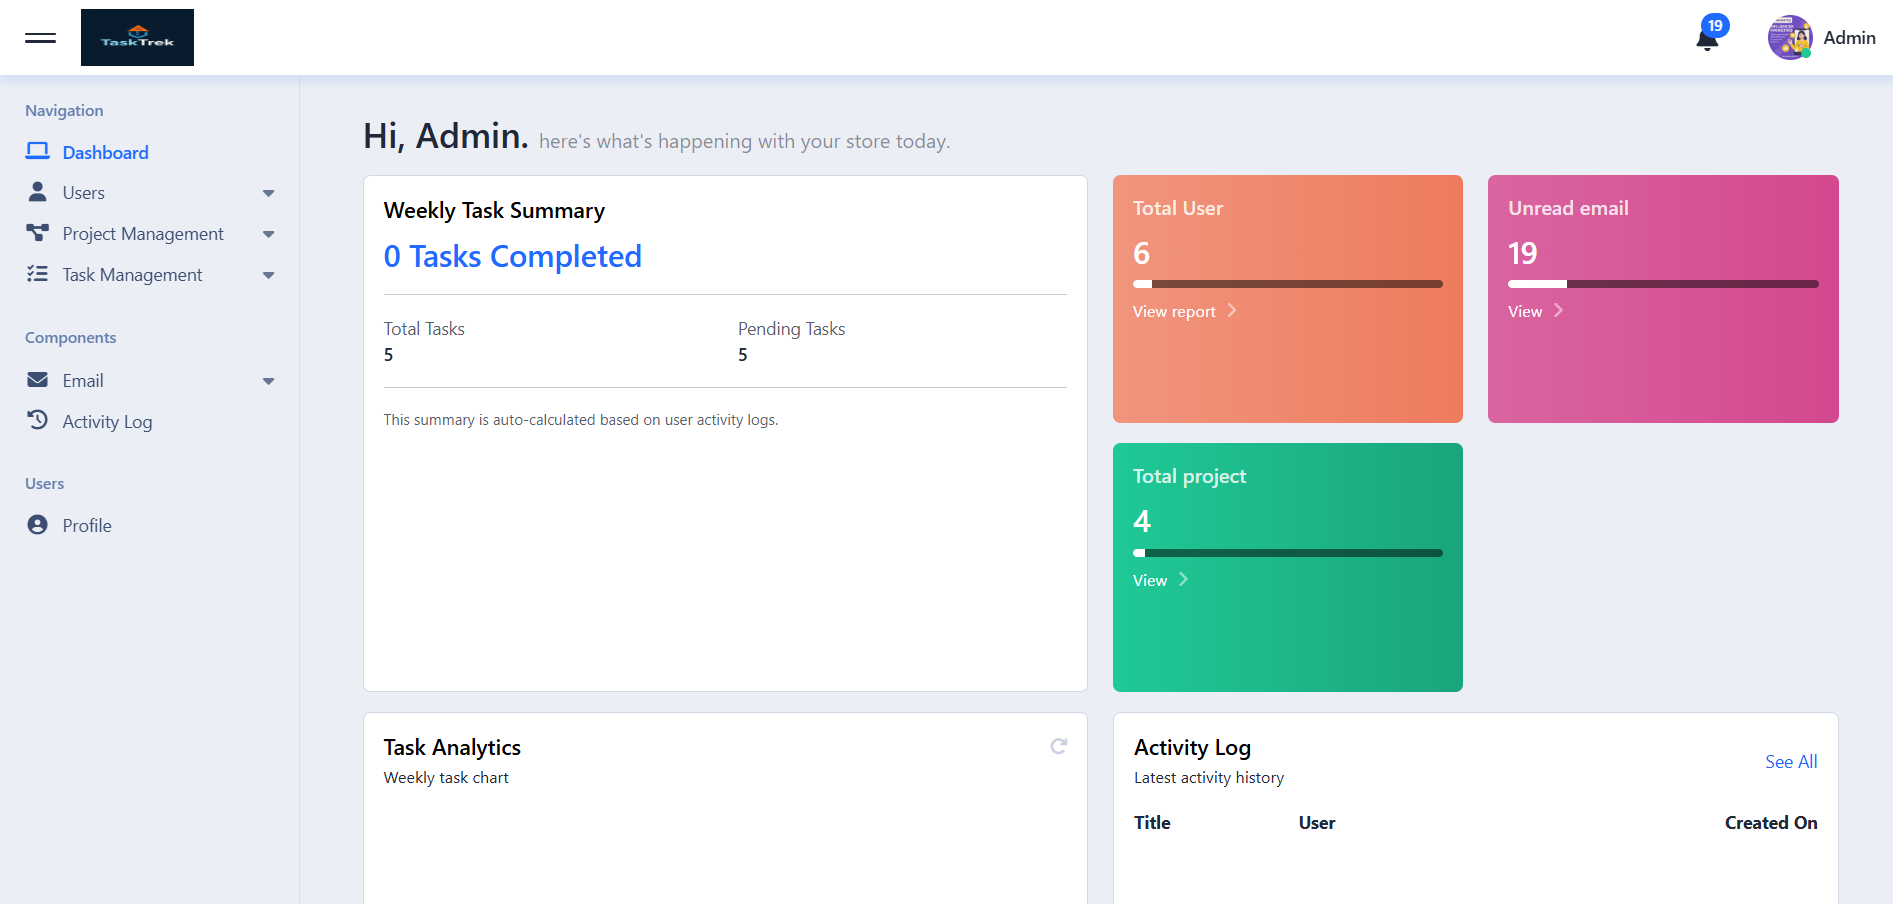 TaskTrek
19
Admin
Navigation
Dashboard
Users
Project Management
Task Management
Components
Email
Activity Log
Users
Profile
Hi, Admin. here's what's happening with your store today.
Weekly Task Summary
0 Tasks Completed
Total Tasks
5
Pending Tasks
5
This summary is auto-calculated based on user activity logs.
Total User
6
View report
Unread email
19
View
Total project
4
View
Task Analytics
Weekly task chart
Activity Log
Latest activity history
See All
Title User Created On